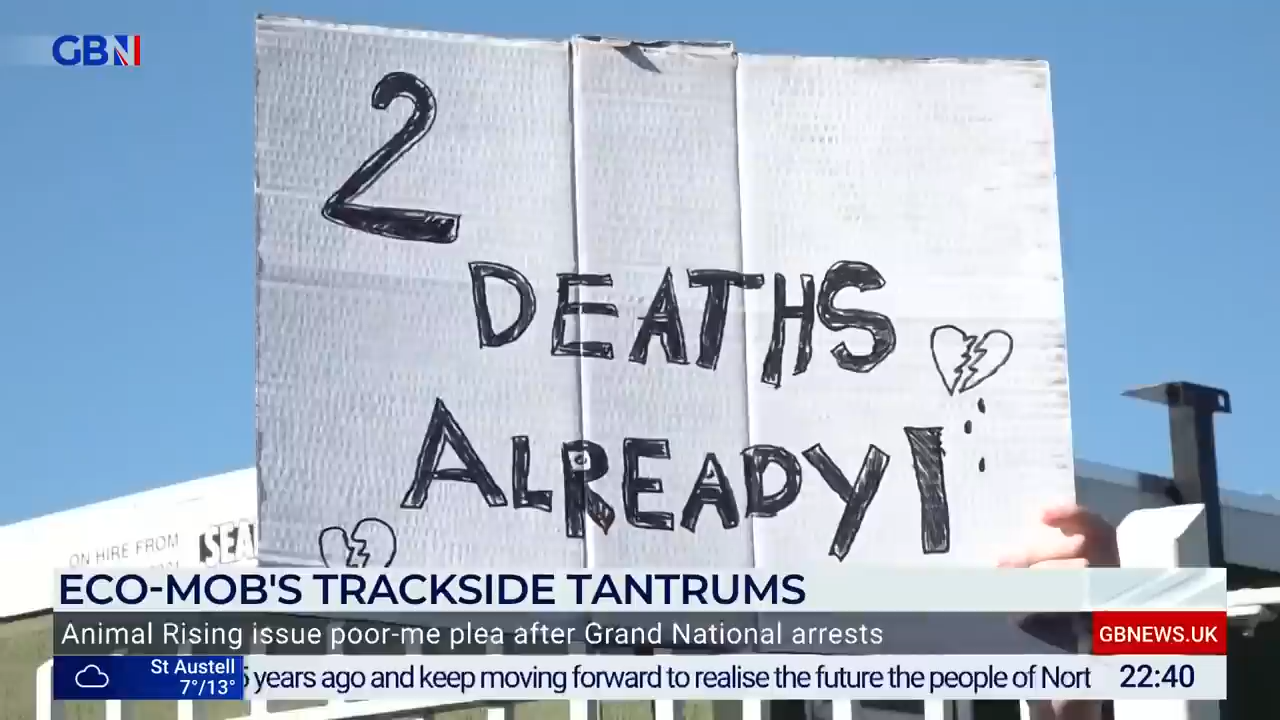 GBN
2
DEATHS
ALREADY!
ON HIRE FROM
SEA
ECO-MOB'S TRACKSIDE TANTRUMS
Animal Rising issue poor-me plea after Grand National arrests
GBNEWS.UK
St Austell
7°/13°
years ago and keep moving forward to realise the future the people of Nort
22:40